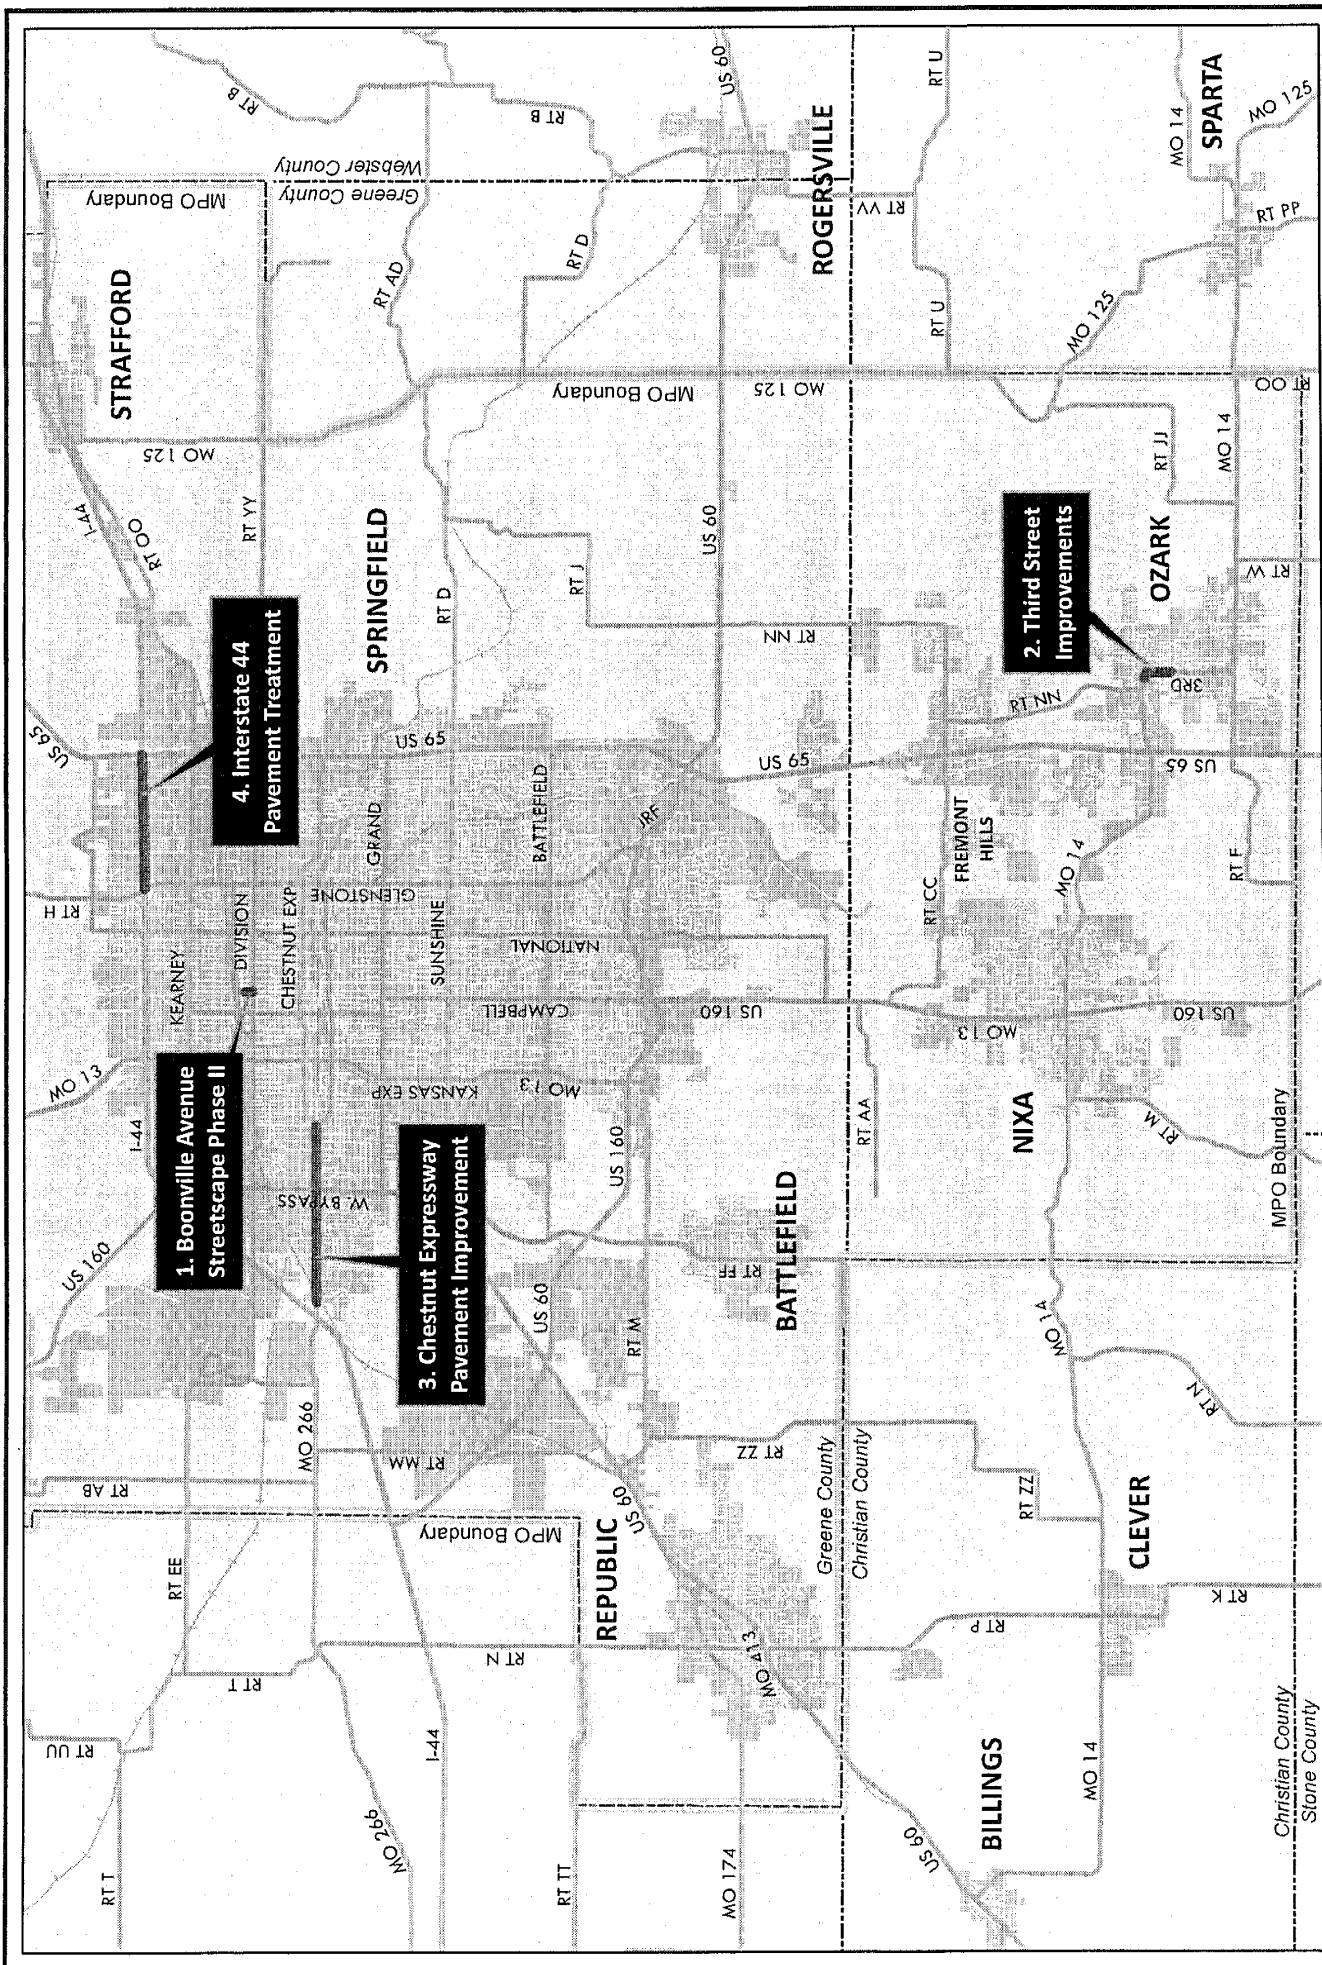 RT UU
RT AB
US 160
MO 13
RT H
US 65
I-44
RT T
RT EE
I-44
KEARNEY
RT OO
MO 125
STRAFFORD
MPO Boundary
RT B
1. Boonville Avenue
Streetscape Phase II
DIVISION
4. Interstate 44
Pavement Treatment
RT YY
RT T
MO 266
W. BYPASS
CHESTNUT EXP
GLENSTONE
Greene County
Webster County
MO 266
I-44
RT N
RT MM
3. Chestnut Expressway
Pavement Improvement
KANSAS EXP
GRAND
SPRINGFIELD
RT AD
SUNSHINE
US 65
RT D
MPO Boundary
US 60
MO 13
CAMPBELL
NATIONAL
BATTLEFIELD
RT J
MPO Boundary
RT D
RT B
RT TT
REPUBLIC
US 60
RT M
US 160
JRF
MO 174
MO 413
RT ZZ
RT FF
BATTLEFIELD
US 160
US 65
RT NN
US 60
MO 125
ROGERSVILLE
US 60
Greene County
Christian County
RT AA
RT VV
US 60
BILLINGS
RT P
RT ZZ
NIXA
MO 13
RT CC
FREMONT
HILLS
RT NN
RT U
RT U
2. Third Street
Improvements
MO 14
MO 14
CLEVER
MO 14
MO 125
RT K
RT N
RT M
US 160
RT F
US 65
3RD
OZARK
RT JJ
MO 14
MO 14
SPARTA
MO 125
Christian County
Stone County
MPO Boundary
RT W
RT OO
RT PP